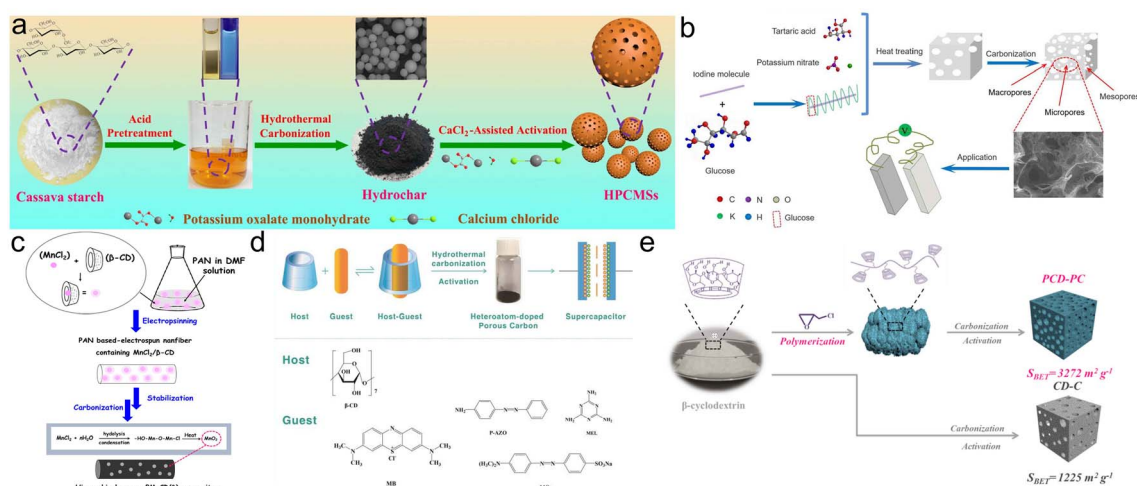 a
Acid
Pretreatment
Hydrothermal
Carbonization
CaCl2-Assisted Activation
Cassava starch
Hydrochar
HPCMSs
Potassium oxalate monohydrate
Calcium chloride
b
Tartaric acid
Potassium nitrate
Iodine molecule
+
Glucose
Heat treating
Carbonization
Macropores
Micropores
Mesopores
V
Application
C N O
K H Glucose
c
(MnCl2) + (β-CD)
=
PAN in DMF
solution
Electropsinning
PAN based-electrospun nanfiber
containing MnCl2/β-CD
Stabilization
Carbonization
MnCl2 + nH2O hydolysis condensation -HO-Mn-O-Mn-Cl Heat MnO2
d
Host Guest Host-Guest
Hydrothermal
carbonization
Activation
Heteroatom-doped
Porous Carbon
Supercapacitor
Host
β-CD
Guest
P-AZO
MEL
MB
e
β-cyclodextrin
Polymerization
Carbonization
Activation
PCD-PC
SBET=3272 m2 g-1
CD-C
Carbonization
Activation
SBET=1225 m2 g-1